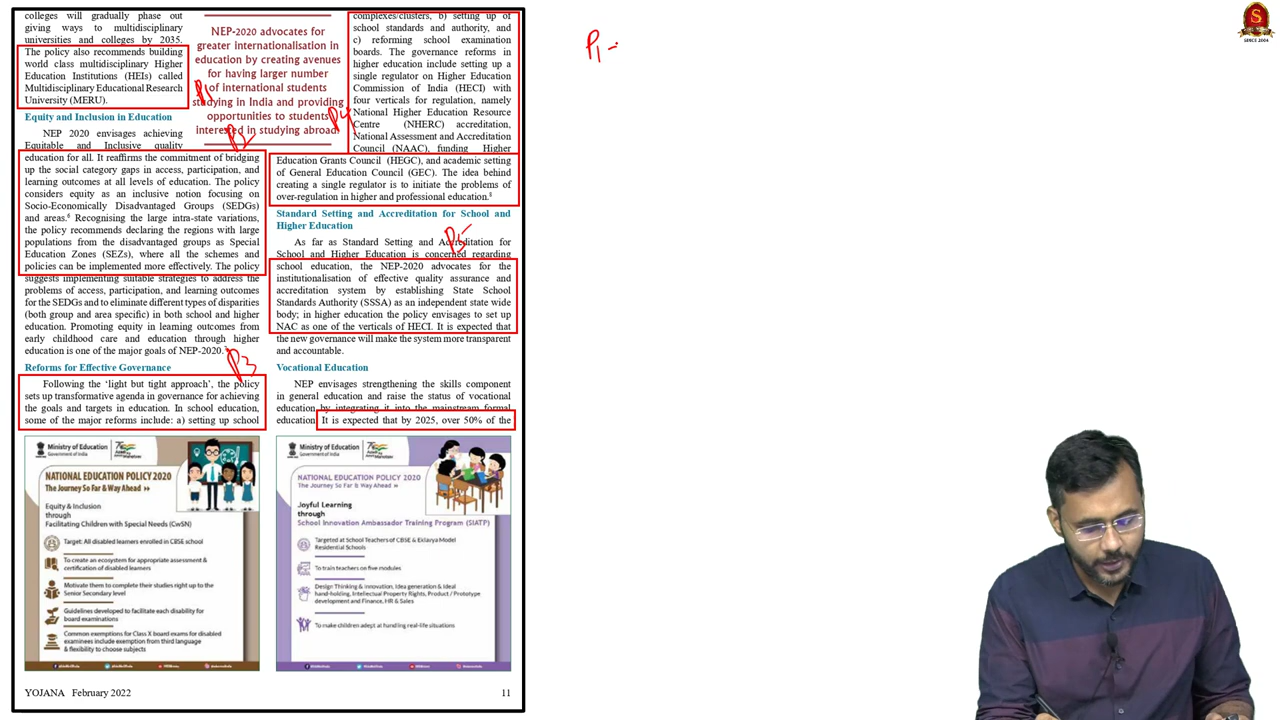 colleges will gradually phase out
giving ways to multidisciplinary
universities and colleges by 2035.
The policy also recommends building
world class multidisciplinary Higher
Education Institutions (HEIs) called
Multidisciplinary Educational Research
University (MERU).
Equity and Inclusion in Education
NEP 2020 envisages achieving
Equitable and Inclusive quality
education for all. It reaffirms the commitment of bridging
up the social category gaps in access, participation, and
learning outcomes at all levels of education. The policy
considers equity as an inclusive notion focusing on
Socio-Economically Disadvantaged Groups (SEDGs)
and areas.⁶ Recognising the large intra-state variations,
the policy recommends declaring the regions with large
populations from the disadvantaged groups as Special
Education Zones (SEZs), where all the schemes and
policies can be implemented more effectively. The policy
suggests implementing suitable strategies to address the
problems of access, participation, and learning outcomes
for the SEDGs and to eliminate different types of disparities
(both group and area specific) in both school and higher
education. Promoting equity in learning outcomes from
early childhood care and education through higher
education is one of the major goals of NEP-2020.
Reforms for Effective Governance
Following the ‘light but tight approach’, the policy
sets up transformative agenda in governance for achieving
the goals and targets in education. In school education,
some of the major reforms include: a) setting up school
NEP-2020 advocates for
greater internationalisation in
education by creating avenues
for having larger number
of international students
studying in India and providing
opportunities to students
interested in studying abroad.
P1
P2
P3
P4
P5
complexes/clusters, b) setting up of
school standards and authority, and
c) reforming school examination
boards. The governance reforms in
higher education include setting up a
single regulator on Higher Education
Commission of India (HECI) with
four verticals for regulation, namely
National Higher Education Resource
Centre (NHERC) accreditation,
National Assessment and Accreditation
Council (NAAC), funding Higher
Education Grants Council (HEGC), and academic setting
of General Education Council (GEC). The idea behind
creating a single regulator is to initiate the problems of
over-regulation in higher and professional education.⁸
Standard Setting and Accreditation for School and
Higher Education
As far as Standard Setting and Accreditation for
School and Higher Education is concerned regarding
school education, the NEP-2020 advocates for the
institutionalisation of effective quality assurance and
accreditation system by establishing State School
Standards Authority (SSSA) as an independent state wide
body; in higher education the policy envisages to set up
NAC as one of the verticals of HECI. It is expected that
the new governance will make the system more transparent
and accountable.
Vocational Education
NEP envisages strengthening the skills component
in general education and raise the status of vocational
education by integrating it into the mainstream formal
education. It is expected that by 2025, over 50% of the
Ministry of Education
Government of India
NATIONAL EDUCATION POLICY 2020
The Journey So Far & Way Ahead
Equity & Inclusion
through
Facilitating Children with Special Needs (CwSN)
Target: All disabled learners enrolled in CBSE school
To create an ecosystem for appropriate assessment &
certification of disabled learners
Motivate them to complete their studies right up to the
Senior Secondary level
Guidelines developed to facilitate each disability for
board examinations
Common exemptions for Class X board exams for disabled
examinees include exemption from third language
& flexibility to choose subjects
Ministry of Education
Government of India
NATIONAL EDUCATION POLICY 2020
The Journey So Far & Way Ahead
Joyful Learning
through
School Innovation Ambassador Training Program (SIATP)
Targeted at School Teachers of CBSE & Eklavya Model
Residential Schools
To train teachers on five modules
Design Thinking & Innovation, Idea generation & Ideal
hand-holding, Intellectual Property Rights, Product / Prototype
development and Finance, HR & Sales
To make children adept at handling real-life situations
YOJANA February 2022
11
P1 -
S
SINCE 2004